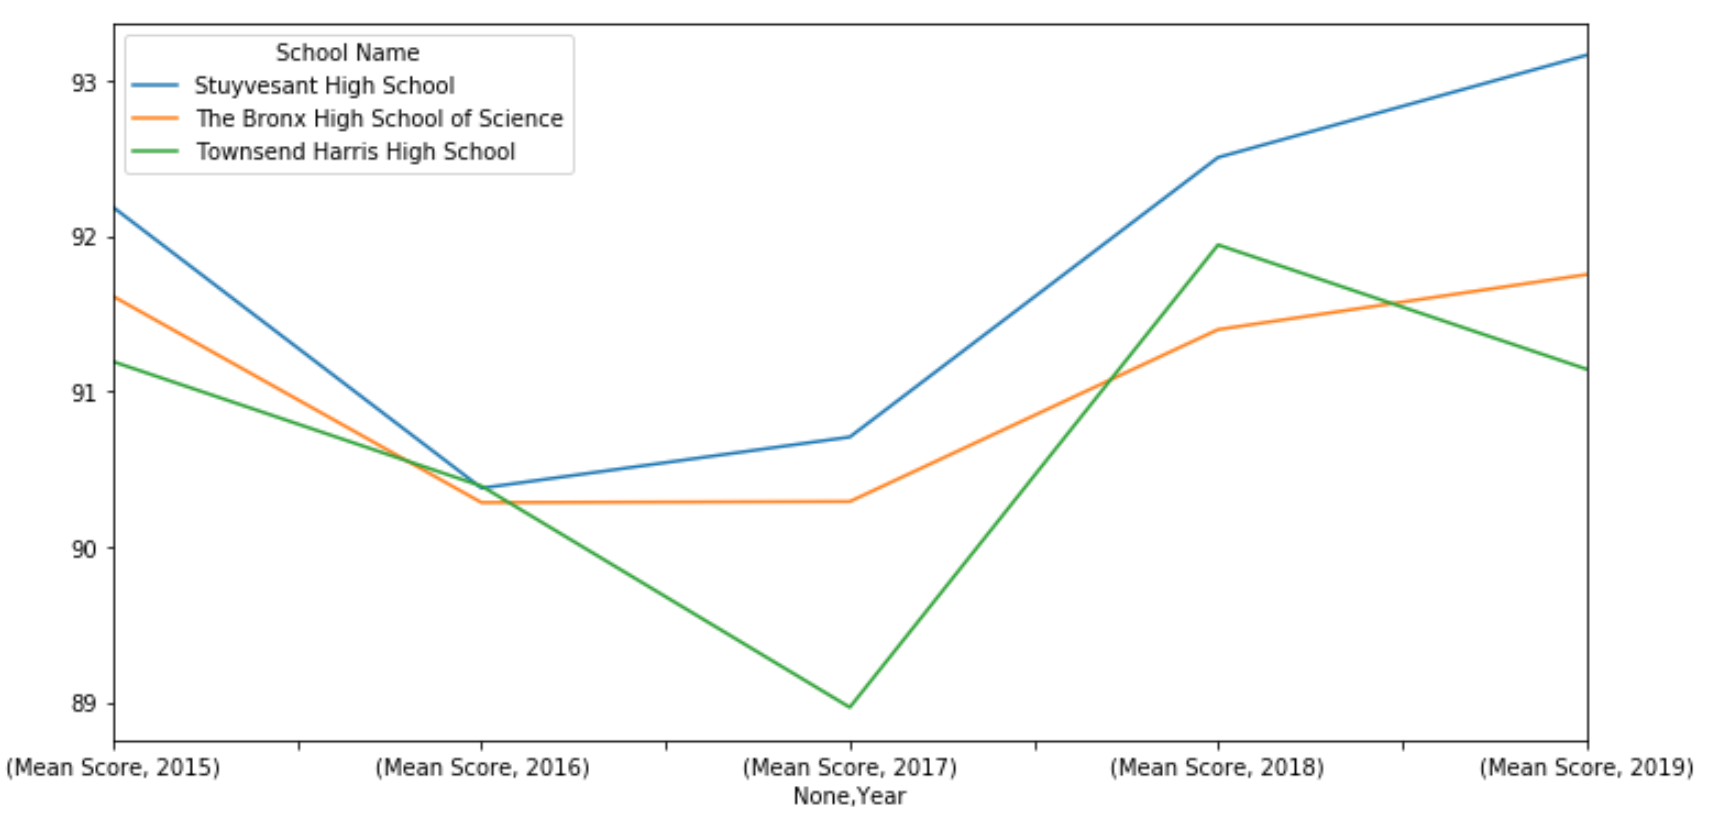 School Name
Stuyvesant High School
The Bronx High School of Science
Townsend Harris High School
93
92
91
90
89
(Mean Score, 2015)
(Mean Score, 2016)
(Mean Score, 2017)
(Mean Score, 2018)
(Mean Score, 2019)
None,Year